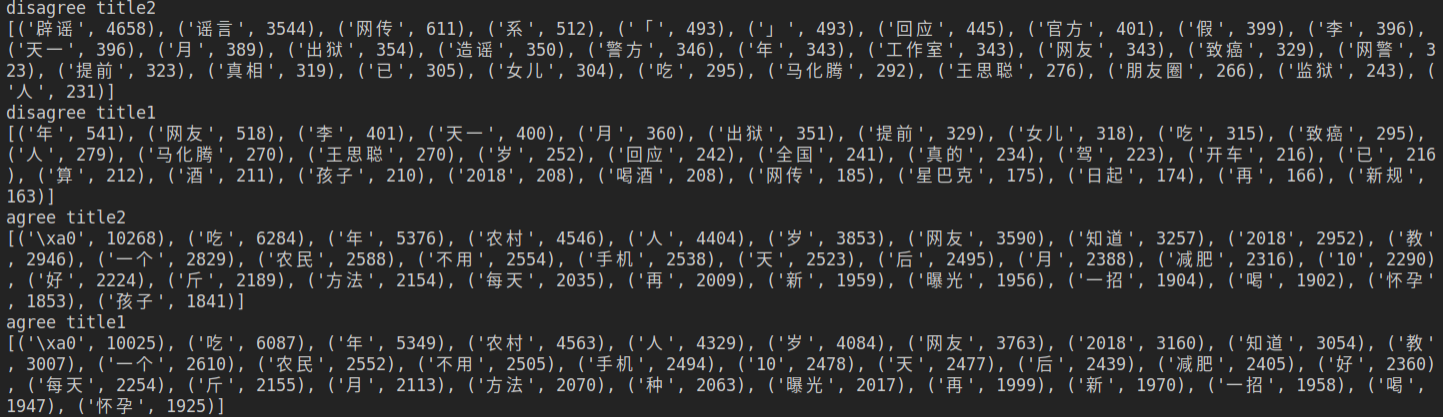 disagree title2
[('辟谣', 4658), ('谣言', 3544), ('网传', 611), ('系', 512), ('「', 493), ('」', 493), ('回应', 445), ('官方', 401), ('假', 399), ('李', 396),
('天一', 396), ('月', 389), ('出狱', 354), ('造谣', 350), ('警方', 346), ('年', 343), ('工作室', 343), ('网友', 343), ('致癌', 329), ('网警', 3
23), ('提前', 323), ('真相', 319), ('已', 305), ('女儿', 304), ('吃', 295), ('马化腾', 292), ('王思聪', 276), ('朋友圈', 266), ('监狱', 243), (
'人', 231)]
disagree title1
[('年', 541), ('网友', 518), ('李', 401), ('天一', 400), ('月', 360), ('出狱', 351), ('提前', 329), ('女儿', 318), ('吃', 315), ('致癌', 295),
('人', 279), ('马化腾', 270), ('王思聪', 270), ('岁', 252), ('回应', 242), ('全国', 241), ('真的', 234), ('驾', 223), ('开车', 216), ('已', 216
), ('算', 212), ('酒', 211), ('孩子', 210), ('2018', 208), ('喝酒', 208), ('网传', 185), ('星巴克', 175), ('日起', 174), ('再', 166), ('新规',
163)]
agree title2
[('\xa0', 10268), ('吃', 6284), ('年', 5376), ('农村', 4546), ('人', 4404), ('岁', 3853), ('网友', 3590), ('知道', 3257), ('2018', 2952), ('教'
, 2946), ('一个', 2829), ('农民', 2588), ('不用', 2554), ('手机', 2538), ('天', 2523), ('后', 2495), ('月', 2388), ('减肥', 2316), ('10', 2290)
, ('好', 2224), ('斤', 2189), ('方法', 2154), ('每天', 2035), ('再', 2009), ('新', 1959), ('曝光', 1956), ('一招', 1904), ('喝', 1902), ('怀孕'
, 1853), ('孩子', 1841)]
agree title1
[('\xa0', 10025), ('吃', 6087), ('年', 5349), ('农村', 4563), ('人', 4329), ('岁', 4084), ('网友', 3763), ('2018', 3160), ('知道', 3054), ('教'
, 3007), ('一个', 2610), ('农民', 2552), ('不用', 2505), ('手机', 2494), ('10', 2478), ('天', 2477), ('后', 2439), ('减肥', 2405), ('好', 2360)
, ('每天', 2254), ('斤', 2155), ('月', 2113), ('方法', 2070), ('种', 2063), ('曝光', 2017), ('再', 1999), ('新', 1970), ('一招', 1958), ('喝',
1947), ('怀孕', 1925)]